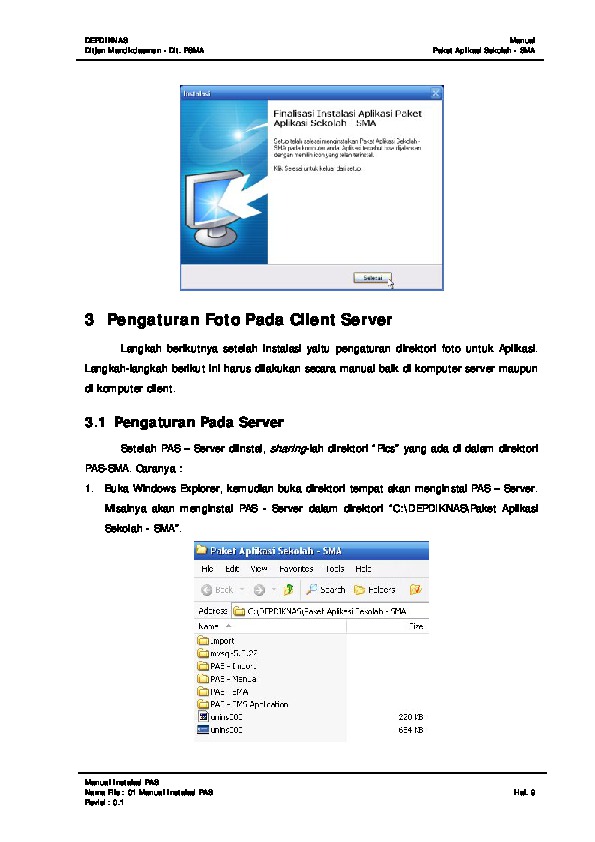 DEPDIKNAS
Manual
Ditjen Mandikdasmen - Dit. PSMA
Paket Aplikasi Sekolah - SMA
Instalasi
Finalisasi Instalasi Aplikasi Paket
Aplikasi Sekolah - SMA
Setup telah selesai menginstalkan Paket Aplikasi Sekolah -
SMA pada komputer anda. Aplikasi tersebut bisa dijalankan
dengan memilih icon yang telah terinstal.
Klik Selesai untuk keluar dari setup.
Selesai
3 Pengaturan Foto Pada Client Server
Langkah berikutnya setelah instalasi yaitu pengaturan direktori foto untuk Aplikasi.
Langkah-langkah berikut ini harus dilakukan secara manual baik di komputer server maupun
di komputer client.
3.1 Pengaturan Pada Server
Setelah PAS – Server diinstal, sharing-lah direktori “Pics” yang ada di dalam direktori
PAS-SMA. Caranya :
1. Buka Windows Explorer, kemudian buka direktori tempat akan menginstal PAS – Server.
Misalnya akan menginstal PAS - Server dalam direktori “C:\DEPDIKNAS\Paket Aplikasi
Sekolah - SMA”.
Paket Aplikasi Sekolah - SMA
File Edit View Favorites Tools Help
Back Search Folders
Address C:\DEPDIKNAS\Paket Aplikasi Sekolah - SMA
Name Size
import
mysql-5.0.22
PAS - Import
PAS - Manual
PAS - SMA
PAS - SMS Application
unins000 220 KB
unins000 684 KB
Manual Instalasi PAS
Nama File : 01 Manual Instalasi PAS
Hal. 9
Revisi : 0.1